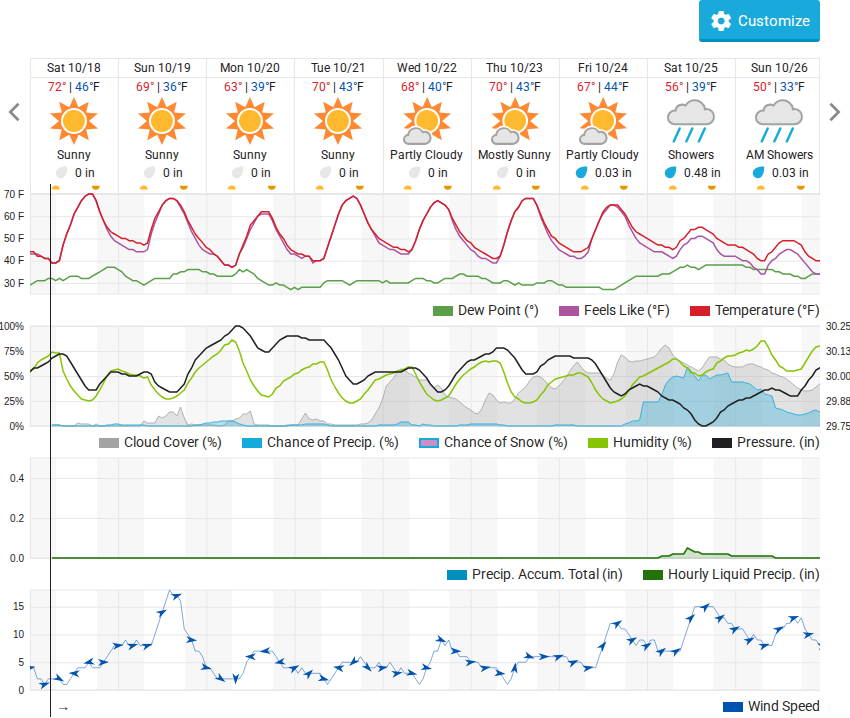 Customize
Sat 10/18 Sun 10/19 Mon 10/20 Tue 10/21 Wed 10/22 Thu 10/23 Fri 10/24 Sat 10/25 Sun 10/26
72° | 46°F 69° | 36°F 63° | 39°F 70° | 43°F 68° | 40°F 70° | 43°F 67° | 44°F 56° | 39°F 50° | 33°F
Sunny Sunny Sunny Sunny Partly Cloudy Mostly Sunny Partly Cloudy Showers AM Showers
0 in 0 in 0 in 0 in 0 in 0 in 0.03 in 0.48 in 0.03 in
70 F
60 F
50 F
40 F
30 F
Dew Point (°) Feels Like (°F) Temperature (°F)
100% 30.25
75% 30.13
50% 30.00
25% 29.88
0% 29.75
Cloud Cover (%) Chance of Precip. (%) Chance of Snow (%) Humidity (%) Pressure. (in)
0.4
0.2
0.0
Precip. Accum. Total (in) Hourly Liquid Precip. (in)
15
10
5
0
→ Wind Speed